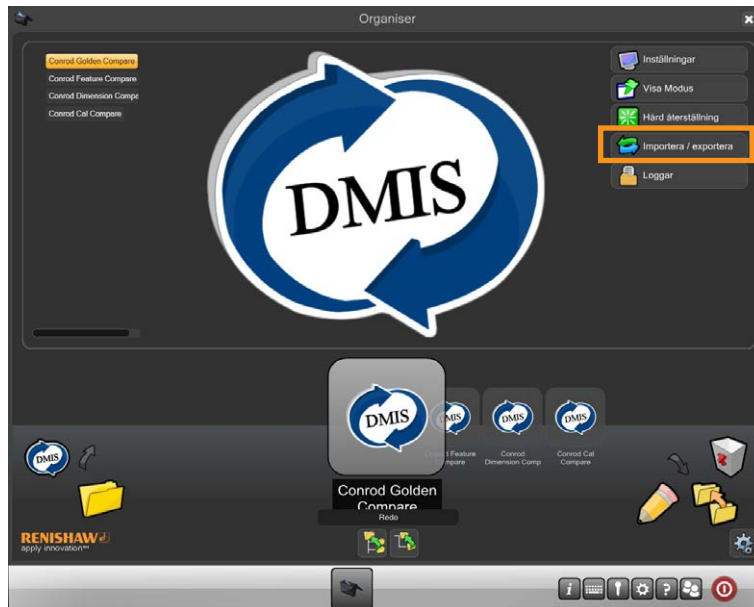 Organiser
Conrod Golden Compare
Conrod Feature Compare
Conrod Dimension Compa
Conrod Cal Compare
Inställningar
Visa Modus
Hård återställning
Importera / exportera
Loggar
DMIS
DMIS
DMIS
DMIS
DMIS
DMIS
Conrod Feature
Compare
Conrod
Dimension Comp
Conrod Cal
Compare
Conrod Golden
Compare
Redo
RENISHAW
apply innovation™